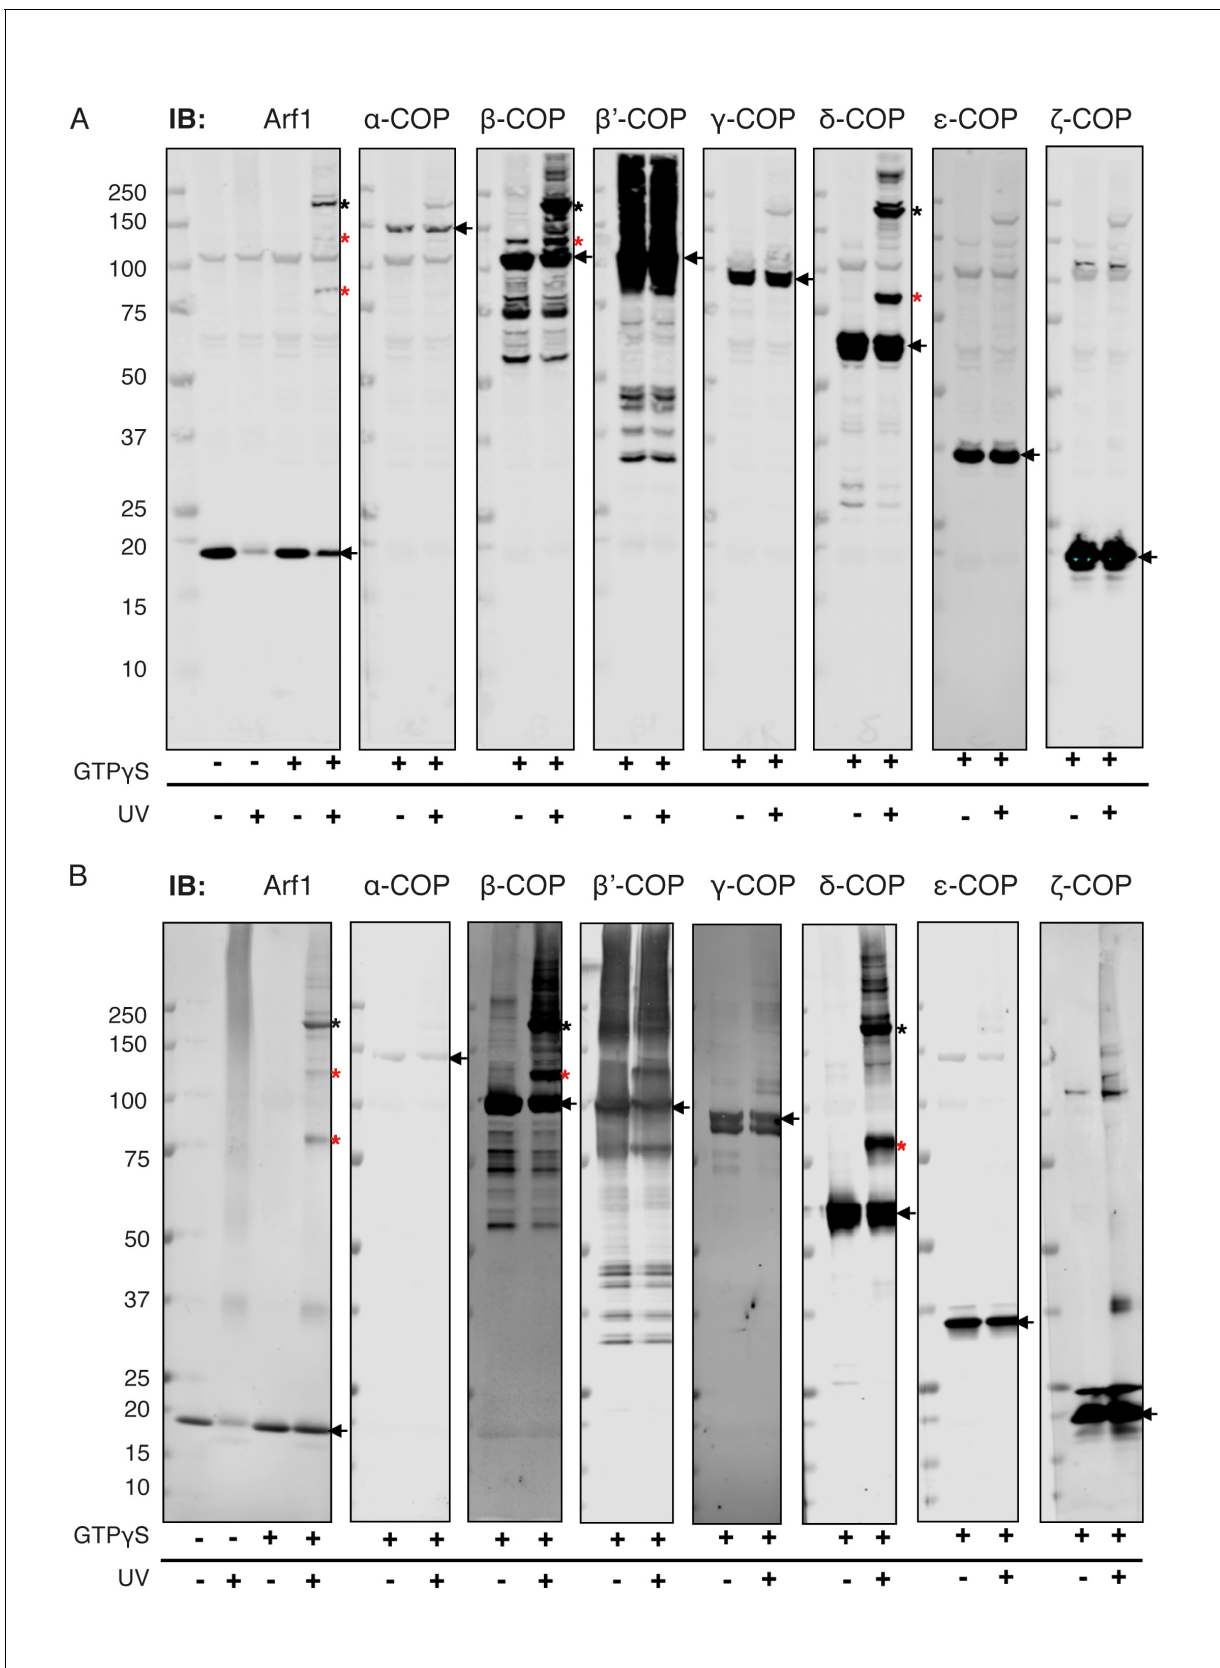 A IB: Arf1 α-COP β-COP β’-COP γ-COP δ-COP ε-COP ζ-COP
250
150
100
75
50
37
25
20
15
10
* * * * * * *
GTPγS - - + + + + + + + + + + + + + + + +
UV - + - + - + - + - + - + - + - + - +
B IB: Arf1 α-COP β-COP β’-COP γ-COP δ-COP ε-COP ζ-COP
250
150
100
75
50
37
25
20
15
10
* * * * * * *
GTPγS - - + + + + + + + + + + + + + + + +
UV - + - + - + - + - + - + - + - + - +